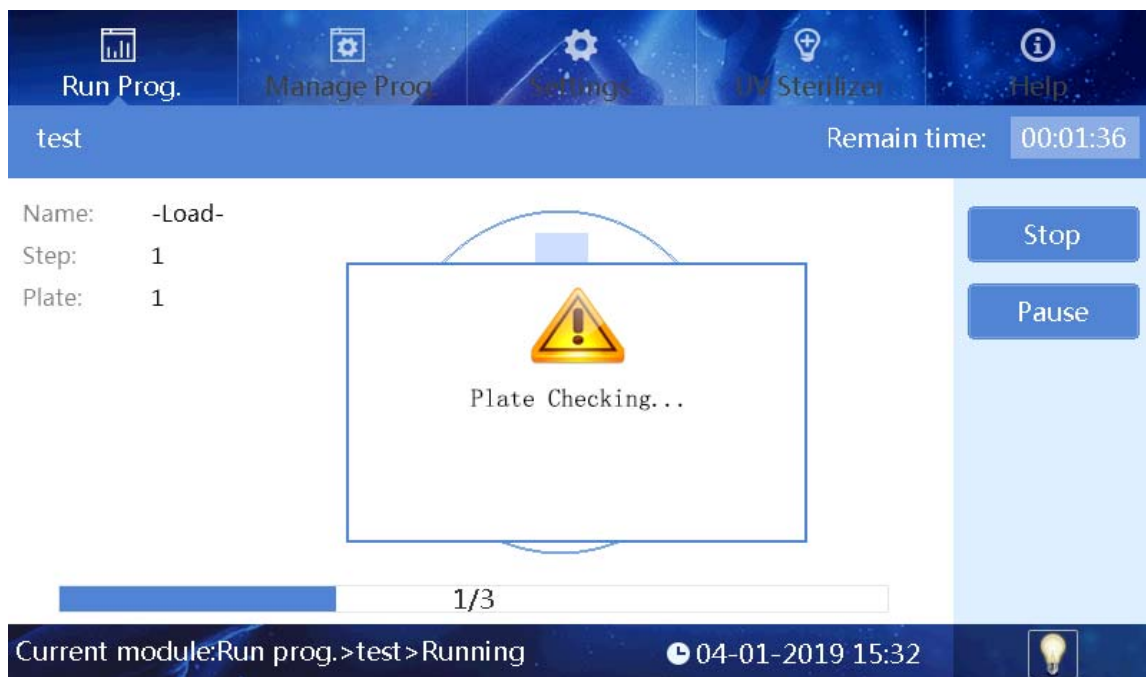 Run Prog.
Manage Prog.
Settings
UV Sterilizer
Help
test
Remain time: 00:01:36
Name: -Load-
Step: 1
Plate: 1
Stop
Pause
Plate Checking...
1/3
Current module:Run prog.>test>Running
04-01-2019 15:32